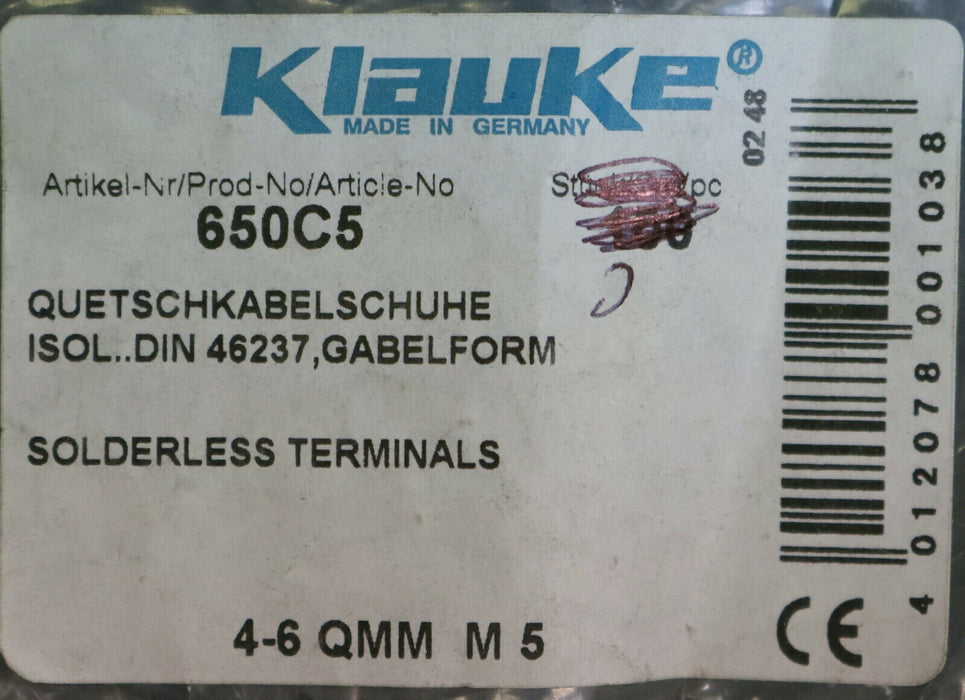 Klauke®
MADE IN GERMANY
02 48
Artikel-Nr/Prod-No/Article-No
650C5
QUETSCHKABELSCHUHE
ISOL..DIN 46237,GABELFORM
SOLDERLESS TERMINALS
4-6 QMM M 5
4 012078 001038
CE